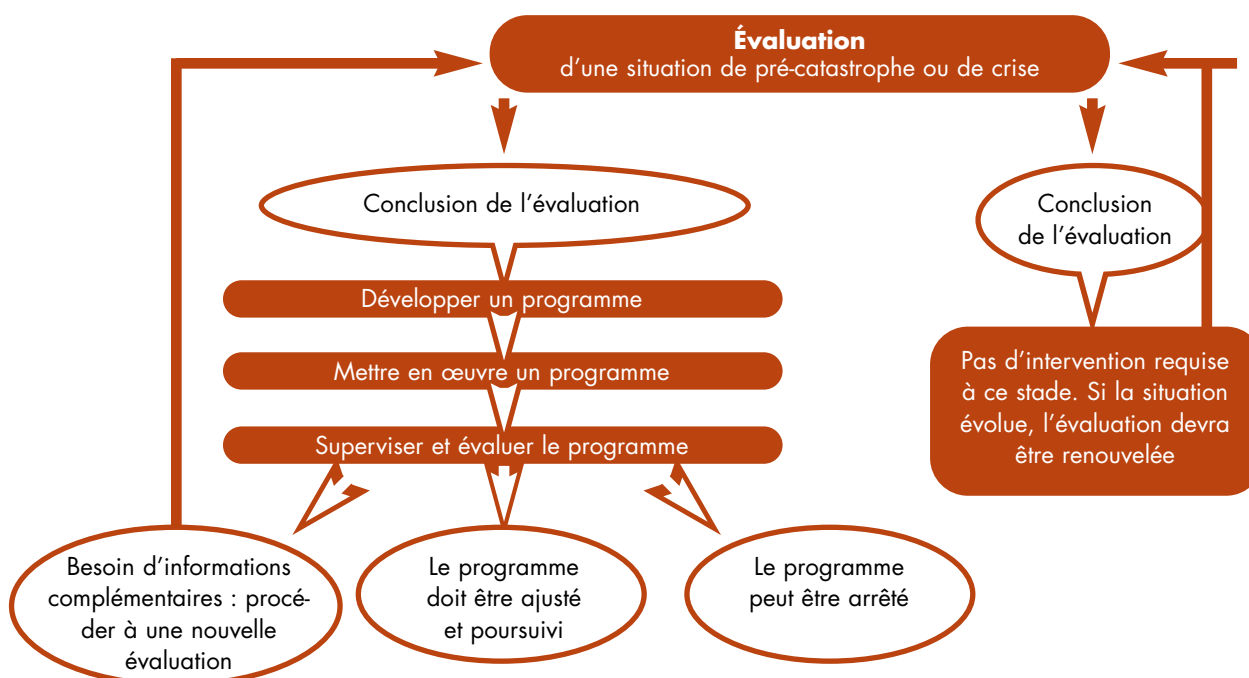 Évaluation
d'une situation de pré-catastrophe ou de crise
Conclusion de l'évaluation
Conclusion
de l'évaluation
Développer un programme
Mettre en œuvre un programme
Superviser et évaluer le programme
Pas d'intervention requise
à ce stade. Si la situation
évolue, l'évaluation devra
être renouvelée
Besoin d'informations
complémentaires : procé-
der à une nouvelle
évaluation
Le programme
doit être ajusté
et poursuivi
Le programme
peut être arrêté